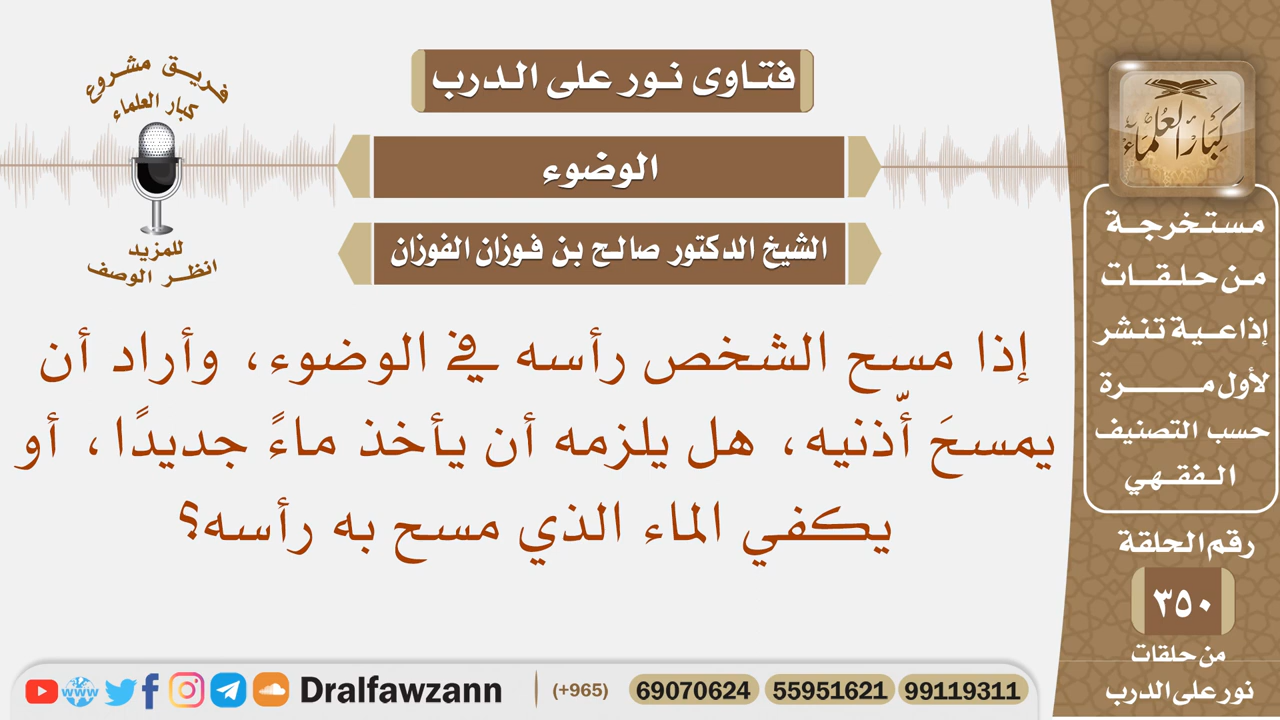 فتاوى نور على الدرب
الوضوء
الشيخ الدكتور صالح بن فوزان الفوزان
فريق مشروع
كبار العلماء
للمزيد
انظر الوصف
إذا مسح الشخص رأسه في الوضوء، وأراد أن
يمسحَ أُذنيه، هل يلزمه أن يأخذ ماءً جديدًا، أو
يكفي الماء الذي مسح به رأسه؟
كبار العلماء
مستخرجة
من حلقات
إذاعية تنشر
لأول مرة
حسب التصنيف
الفقهي
رقم الحلقة
٣٥٠
من حلقات
نور على الدرب
www
Dralfawzann
(+965) 69070624 55951621 99119311